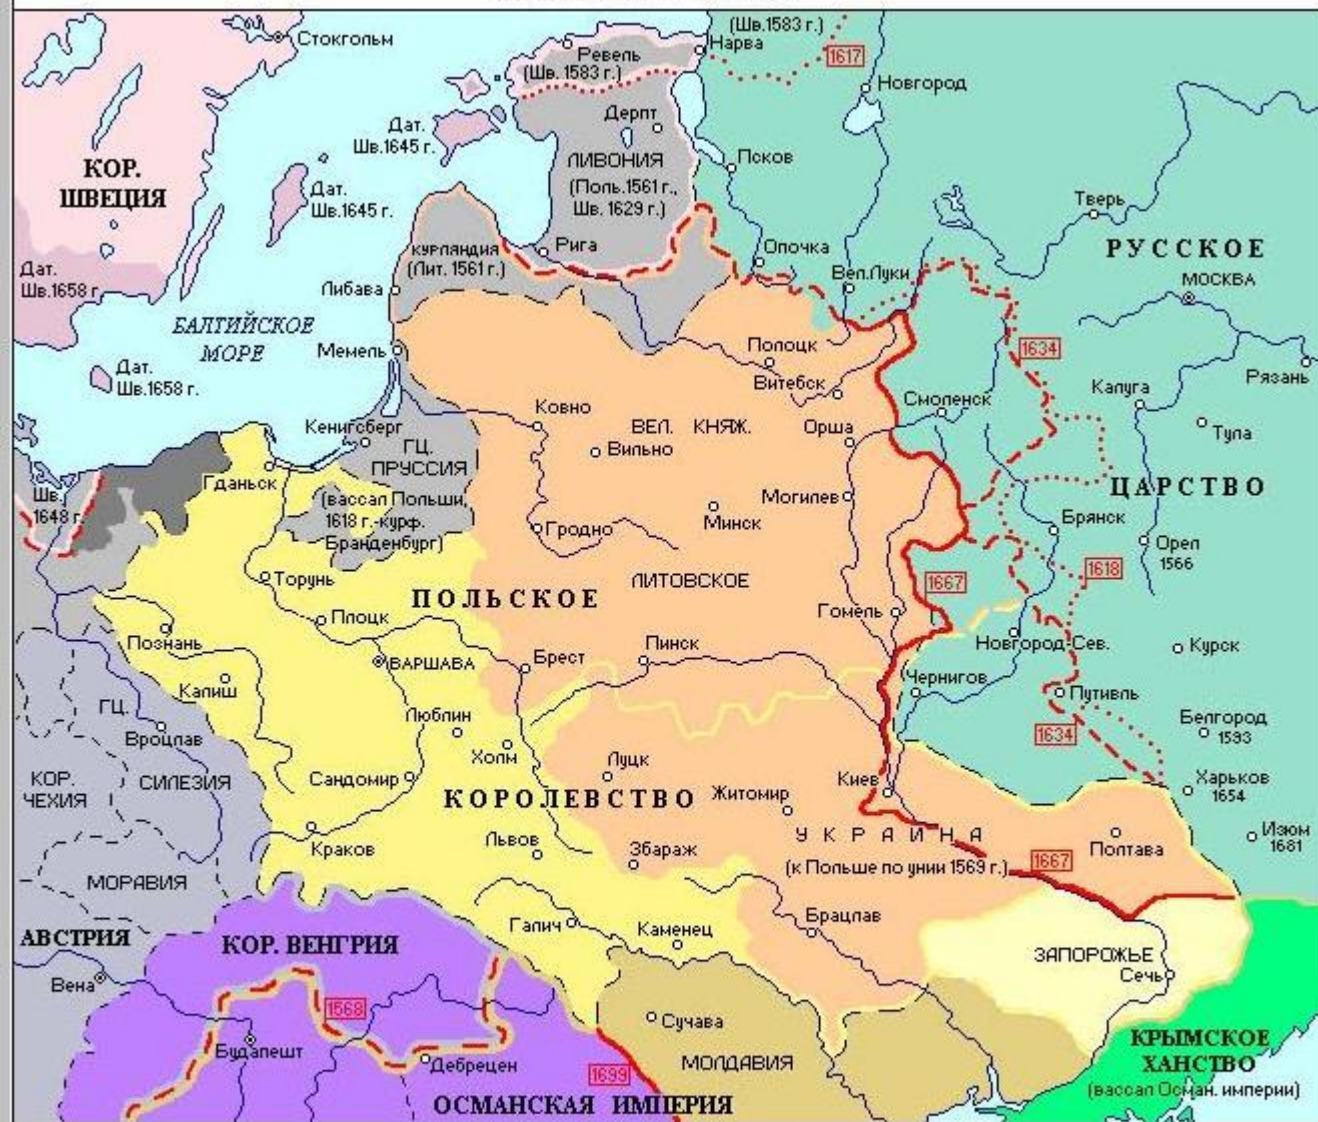 (Шв.1583 г.)
Стокгольм
Нарва
Ревель
(Шв. 1583 г.)
1617
Новгород
Дерпт
Дат.
Шв.1645 г.
КОР.
ШВЕЦИЯ
ЛИВОНИЯ
(Поль.1561 г.,
Шв. 1629 г.)
Псков
Дат.
Шв.1645 г.
Тверь
РУССКОЕ
Рига
Опочка
КУРЛЯНДИЯ
(Лит. 1561 г.)
Вел.Луки
МОСКВА
Дат.
Шв.1658 г
Либава
БАЛТИЙСКОЕ
МОРЕ
Мемель
Полоцк
1634
Дат.
Шв.1658 г.
Витебск
Рязань
Калуга
Смоленск
Ковно
ВЕЛ. КНЯЖ.
Орша
Кенигсберг
Тула
Вильно
ГЦ.
ПРУССИЯ
Гданьск
ЦАРСТВО
Шв.
1648 г.
(вассал Польши,
1618 г.-курф.
Бранденбург)
Могилев
Минск
Брянск
Гродно
Орел
1566
1618
Торунь
ЛИТОВСКОЕ
1667
ПОЛЬСКОЕ
Гомель
Плоцк
Познань
Пинск
Новгород-Сев.
Курск
ВАРШАВА
Брест
Чернигов
Калиш
Путивль
ГЦ.
Люблин
Белгород
1593
Вроцлав
1634
Холм
Луцк
КОР.
ЧЕХИЯ
СИЛЕЗИЯ
Сандомир
Киев
Харьков
1654
КОРОЛЕВСТВО
Житомир
УКРАИНА
Изюм
1681
Львов
Краков
Збараж
Полтава
(к Польше по унии 1569 г.)
1667
МОРАВИЯ
Брацлав
Галич
Каменец
АВСТРИЯ
КОР. ВЕНГРИЯ
ЗАПОРОЖЬЕ
Сечь
Вена
1568
Сучава
Будапешт
Дебрецен
МОЛДАВИЯ
КРЫМСКОЕ
ХАНСТВО
(вассал Осман. империи)
1699
ОСМАНСКАЯ ИМПЕРИЯ